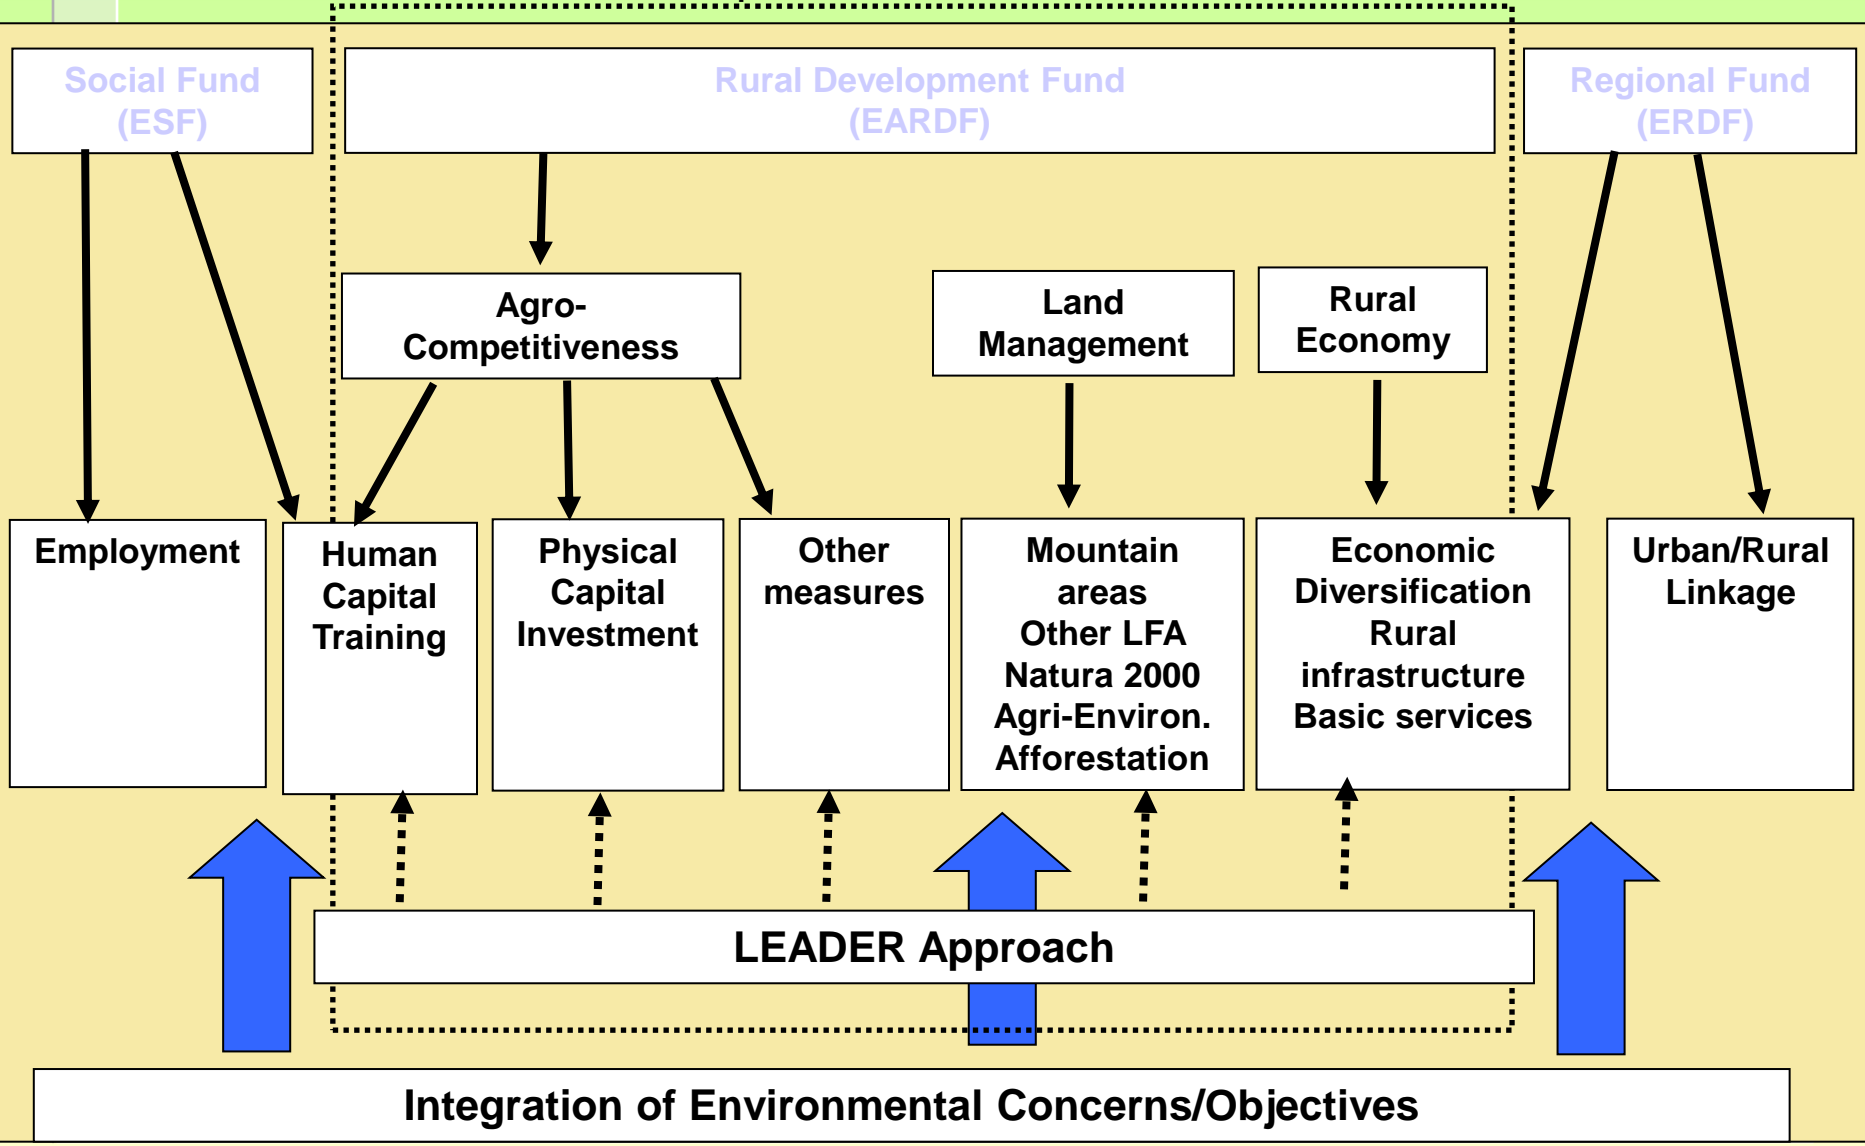 Social Fund
(ESF)
Rural Development Fund
(EARDF)
Regional Fund
(ERDF)
Agro-
Competitiveness
Land
Management
Rural
Economy
Employment
Human
Capital
Training
Physical
Capital
Investment
Other
measures
Mountain
areas
Other LFA
Natura 2000
Agri-Environ.
Afforestation
Economic
Diversification
Rural
infrastructure
Basic services
Urban/Rural
Linkage
LEADER Approach
Integration of Environmental Concerns/Objectives